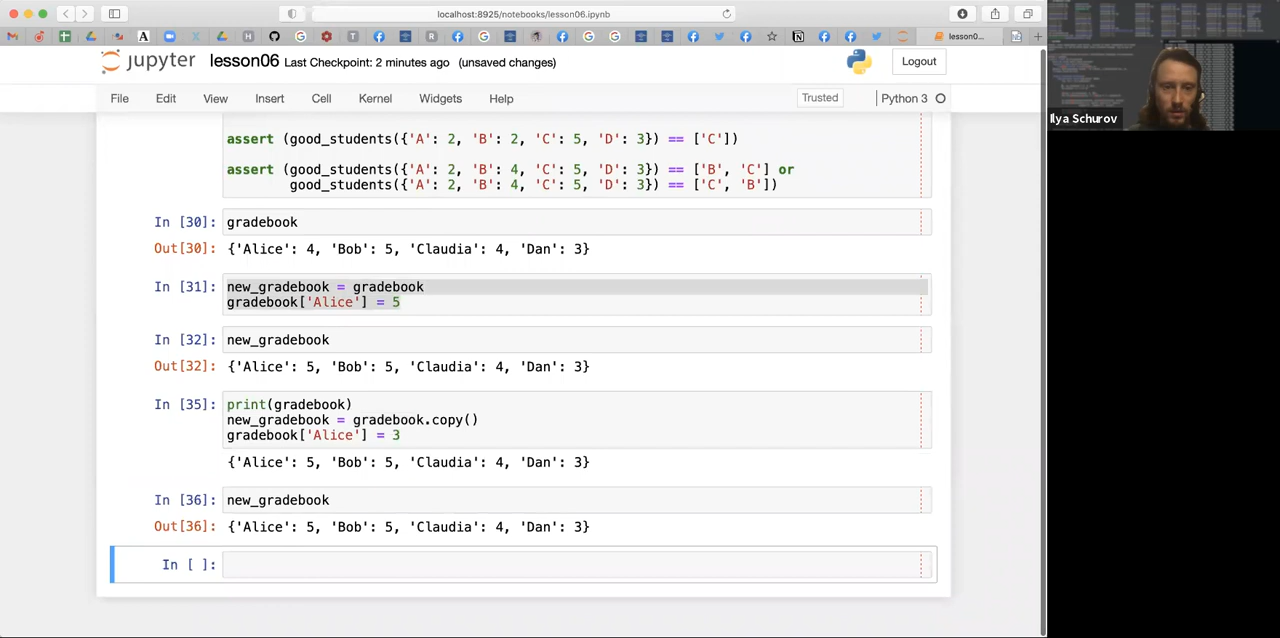 localhost:8925/notebooks/lesson06.ipynb
lesson0...
jupyter lesson06 Last Checkpoint: 2 minutes ago (unsaved changes)
Logout
File Edit View Insert Cell Kernel Widgets Help
Trusted
Python 3
Ilya Schurov
assert (good_students({'A': 2, 'B': 2, 'C': 5, 'D': 3}) == ['C'])
assert (good_students({'A': 2, 'B': 4, 'C': 5, 'D': 3}) == ['B', 'C'] or
good_students({'A': 2, 'B': 4, 'C': 5, 'D': 3}) == ['C', 'B'])
In [30]: gradebook
Out[30]: {'Alice': 4, 'Bob': 5, 'Claudia': 4, 'Dan': 3}
In [31]: new_gradebook = gradebook
gradebook['Alice'] = 5
In [32]: new_gradebook
Out[32]: {'Alice': 5, 'Bob': 5, 'Claudia': 4, 'Dan': 3}
In [35]: print(gradebook)
new_gradebook = gradebook.copy()
gradebook['Alice'] = 3
{'Alice': 5, 'Bob': 5, 'Claudia': 4, 'Dan': 3}
In [36]: new_gradebook
Out[36]: {'Alice': 5, 'Bob': 5, 'Claudia': 4, 'Dan': 3}
In [ ]: